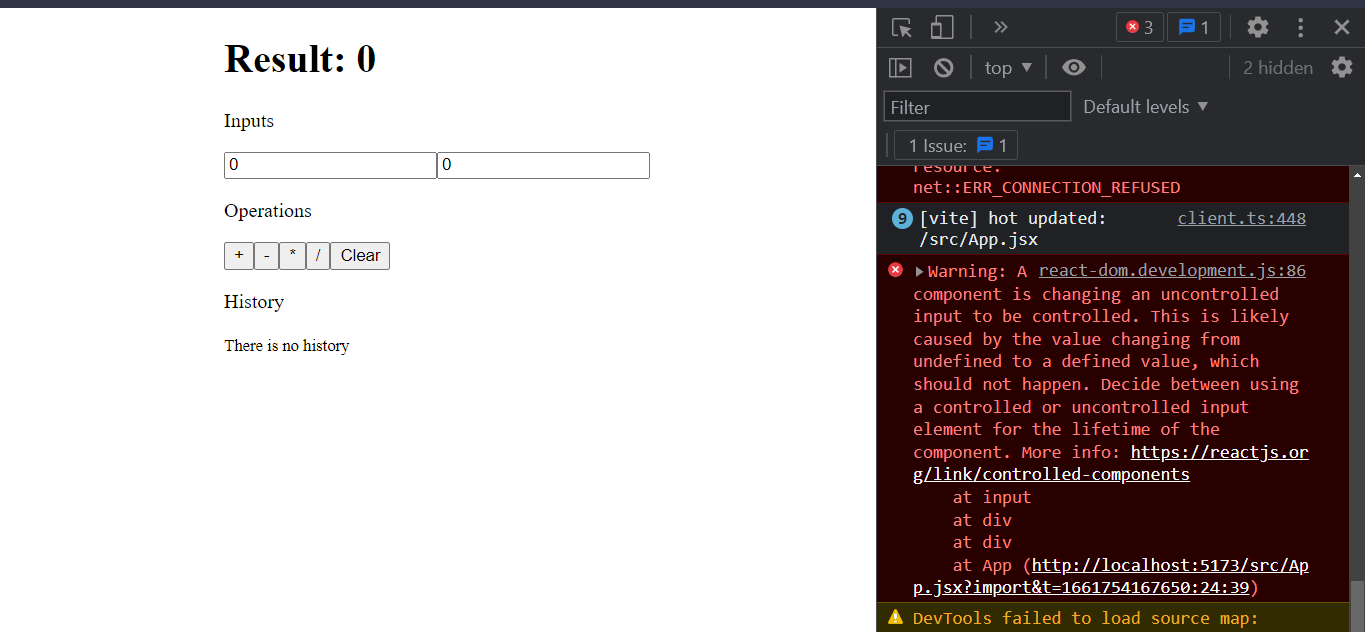 Result: 0
Inputs
0 0
Operations
+ - * / Clear
History
There is no history
3 1
top ▼ 2 hidden
Filter Default levels ▼
1 Issue: 1
resource:
net::ERR_CONNECTION_REFUSED
9 [vite] hot updated: client.ts:448
/src/App.jsx
▶Warning: A react-dom.development.js:86
component is changing an uncontrolled
input to be controlled. This is likely
caused by the value changing from
undefined to a defined value, which
should not happen. Decide between using
a controlled or uncontrolled input
element for the lifetime of the
component. More info: https://reactjs.or
g/link/controlled-components
at input
at div
at div
at App (http://localhost:5173/src/Ap
p.jsx?import&t=1661754167650:24:39)
DevTools failed to load source map: